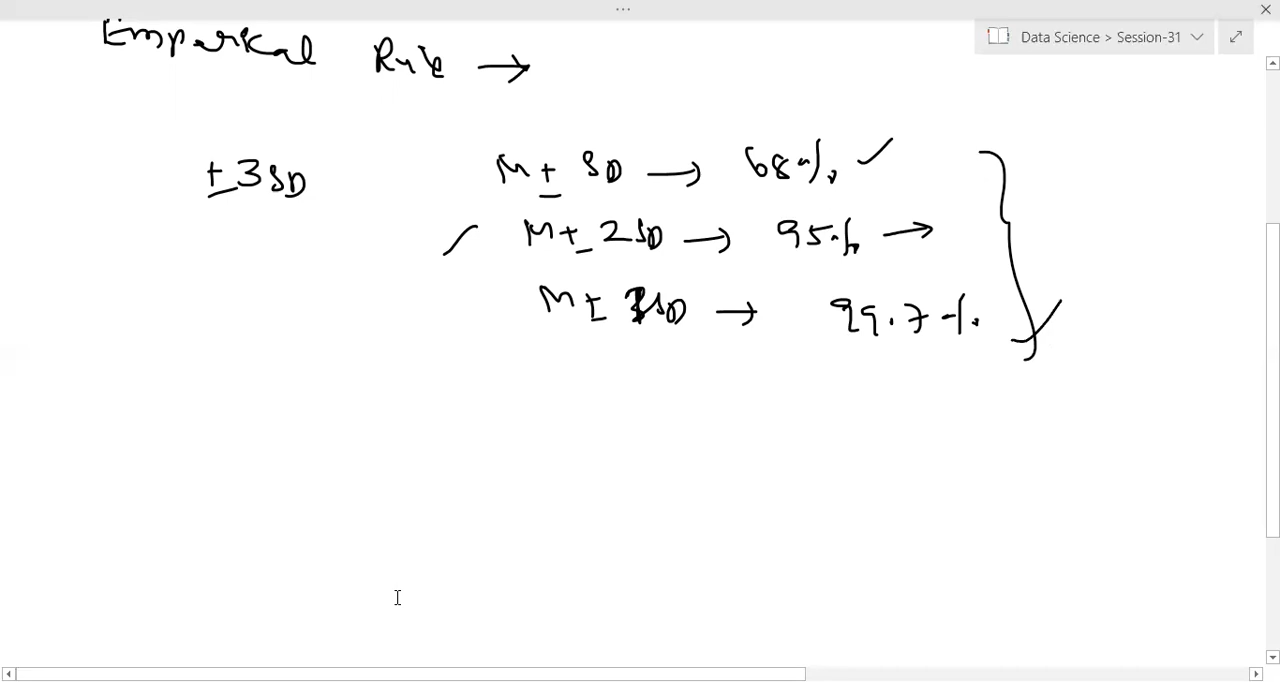 ...
Data Science > Session-31
Emperical Rule →
±3SD
M ± SD → 68% ✓
M ± 2SD → 95% →
M ± 3SD → 99.7%